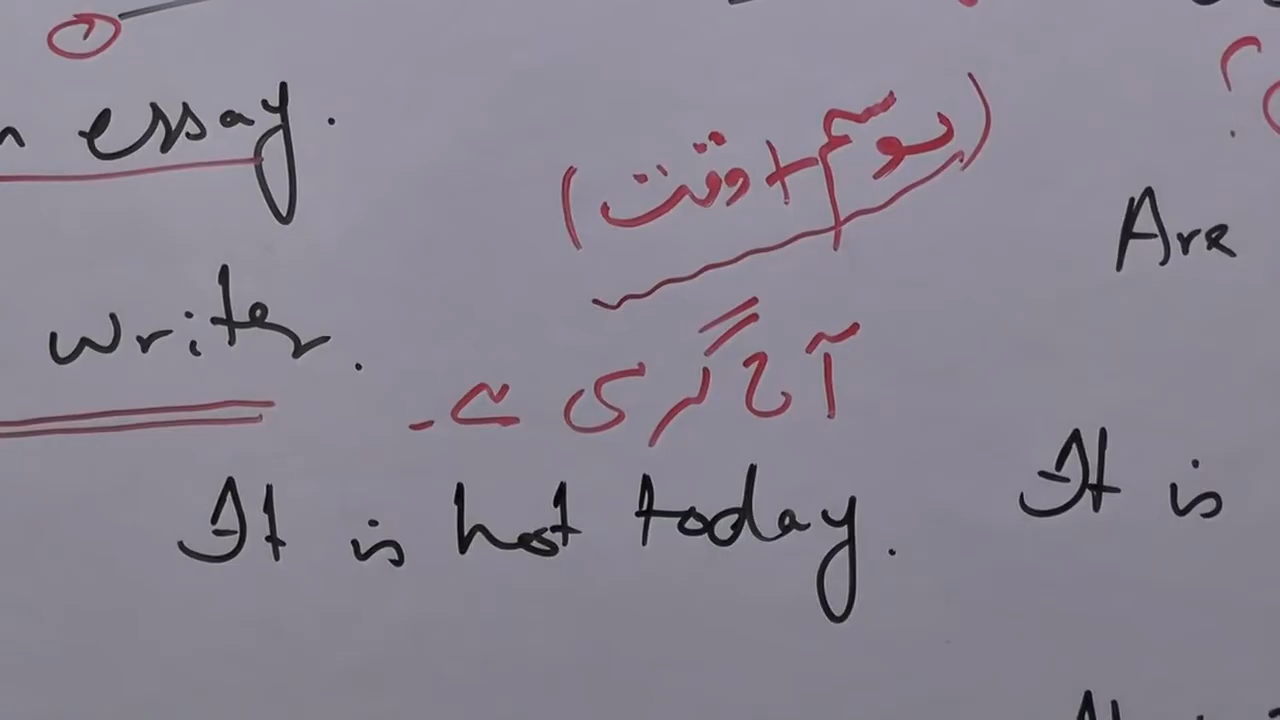 essay.
(موسم + وقت)
Are
writer.
آج گرمی ہے۔
It is hot today.
It is